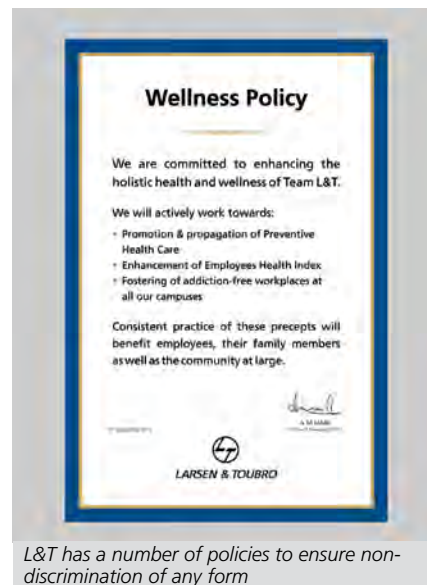 Wellness Policy
We are committed to enhancing the
holistic health and wellness of Team L&T.
We will actively work towards:
• Promotion & propagation of Preventive
Health Care
• Enhancement of Employees Health Index
• Fostering of addiction-free workplaces at
all our campuses
Consistent practice of these precepts will
benefit employees, their family members
as well as the community at large.
LARSEN & TOUBRO
L&T has a number of policies to ensure non-
discrimination of any form